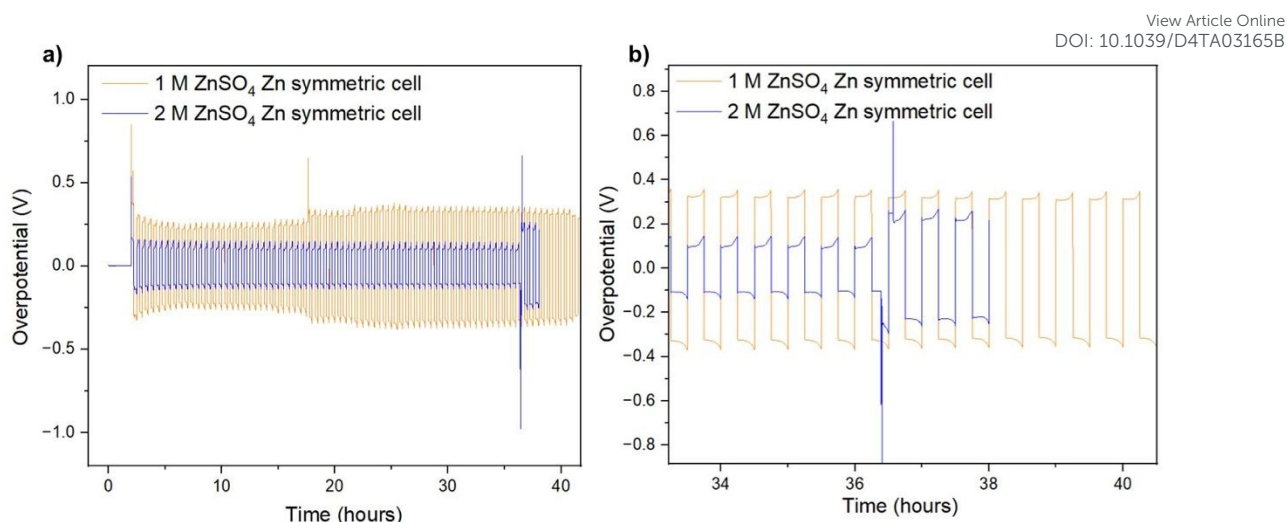 View Article Online
DOI: 10.1039/D4TA03165B
a)
1 M ZnSO₄ Zn symmetric cell
2 M ZnSO₄ Zn symmetric cell
1.0
0.5
0.0
−0.5
−1.0
Overpotential (V)
0 10 20 30 40
Time (hours)
b)
1 M ZnSO₄ Zn symmetric cell
2 M ZnSO₄ Zn symmetric cell
0.8
0.6
0.4
0.2
0.0
−0.2
−0.4
−0.6
−0.8
Overpotential (V)
34 36 38 40
Time (hours)